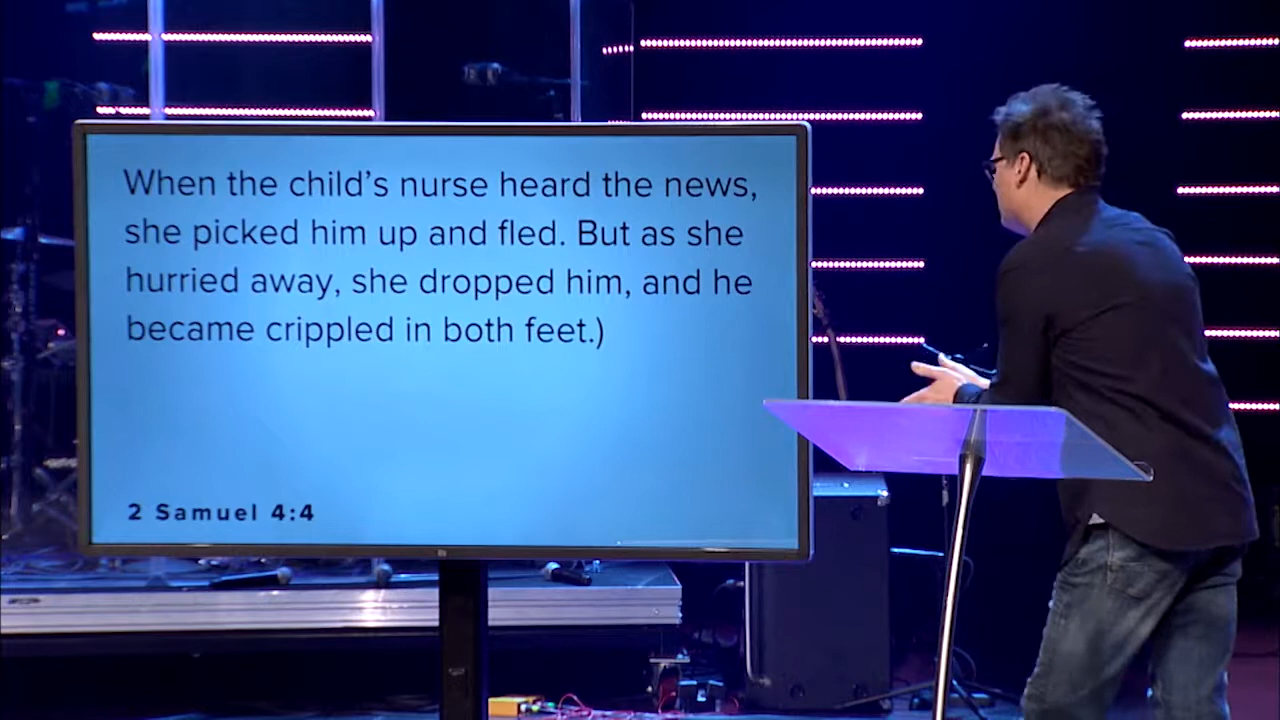 When the child’s nurse heard the news,
she picked him up and fled. But as she
hurried away, she dropped him, and he
became crippled in both feet.)
2 Samuel 4:4